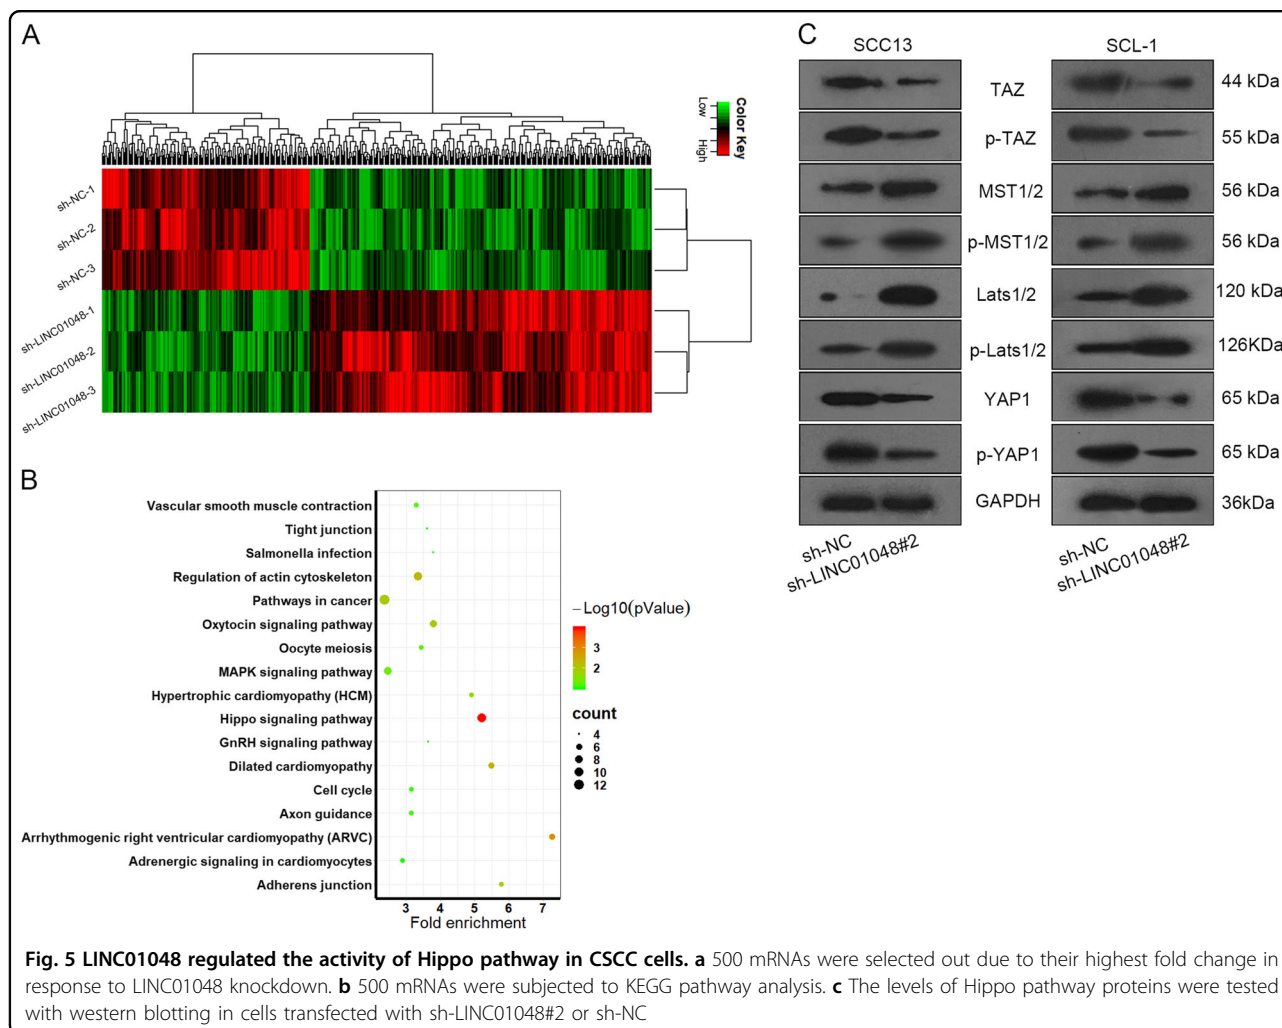 A
Color Key
Low
High
sh-NC-1
sh-NC-2
sh-NC-3
sh-LINC01048-1
sh-LINC01048-2
sh-LINC01048-3
B
Vascular smooth muscle contraction
Tight junction
Salmonella infection
Regulation of actin cytoskeleton
Pathways in cancer
Oxytocin signaling pathway
Oocyte meiosis
MAPK signaling pathway
Hypertrophic cardiomyopathy (HCM)
Hippo signaling pathway
GnRH signaling pathway
Dilated cardiomyopathy
Cell cycle
Axon guidance
Arrhythmogenic right ventricular cardiomyopathy (ARVC)
Adrenergic signaling in cardiomyocytes
Adherens junction
3 4 5 6 7
Fold enrichment
−Log10(pValue)
3
2
count
4
6
8
10
12
C
SCC13 SCL-1
TAZ 44 kDa
p-TAZ 55 kDa
MST1/2 56 kDa
p-MST1/2 56 kDa
Lats1/2 120 kDa
p-Lats1/2 126KDa
YAP1 65 kDa
p-YAP1 65 kDa
GAPDH 36kDa
sh-NC
sh-LINC01048#2
sh-NC
sh-LINC01048#2
Fig. 5 LINC01048 regulated the activity of Hippo pathway in CSCC cells. a 500 mRNAs were selected out due to their highest fold change in
response to LINC01048 knockdown. b 500 mRNAs were subjected to KEGG pathway analysis. c The levels of Hippo pathway proteins were tested
with western blotting in cells transfected with sh-LINC01048#2 or sh-NC